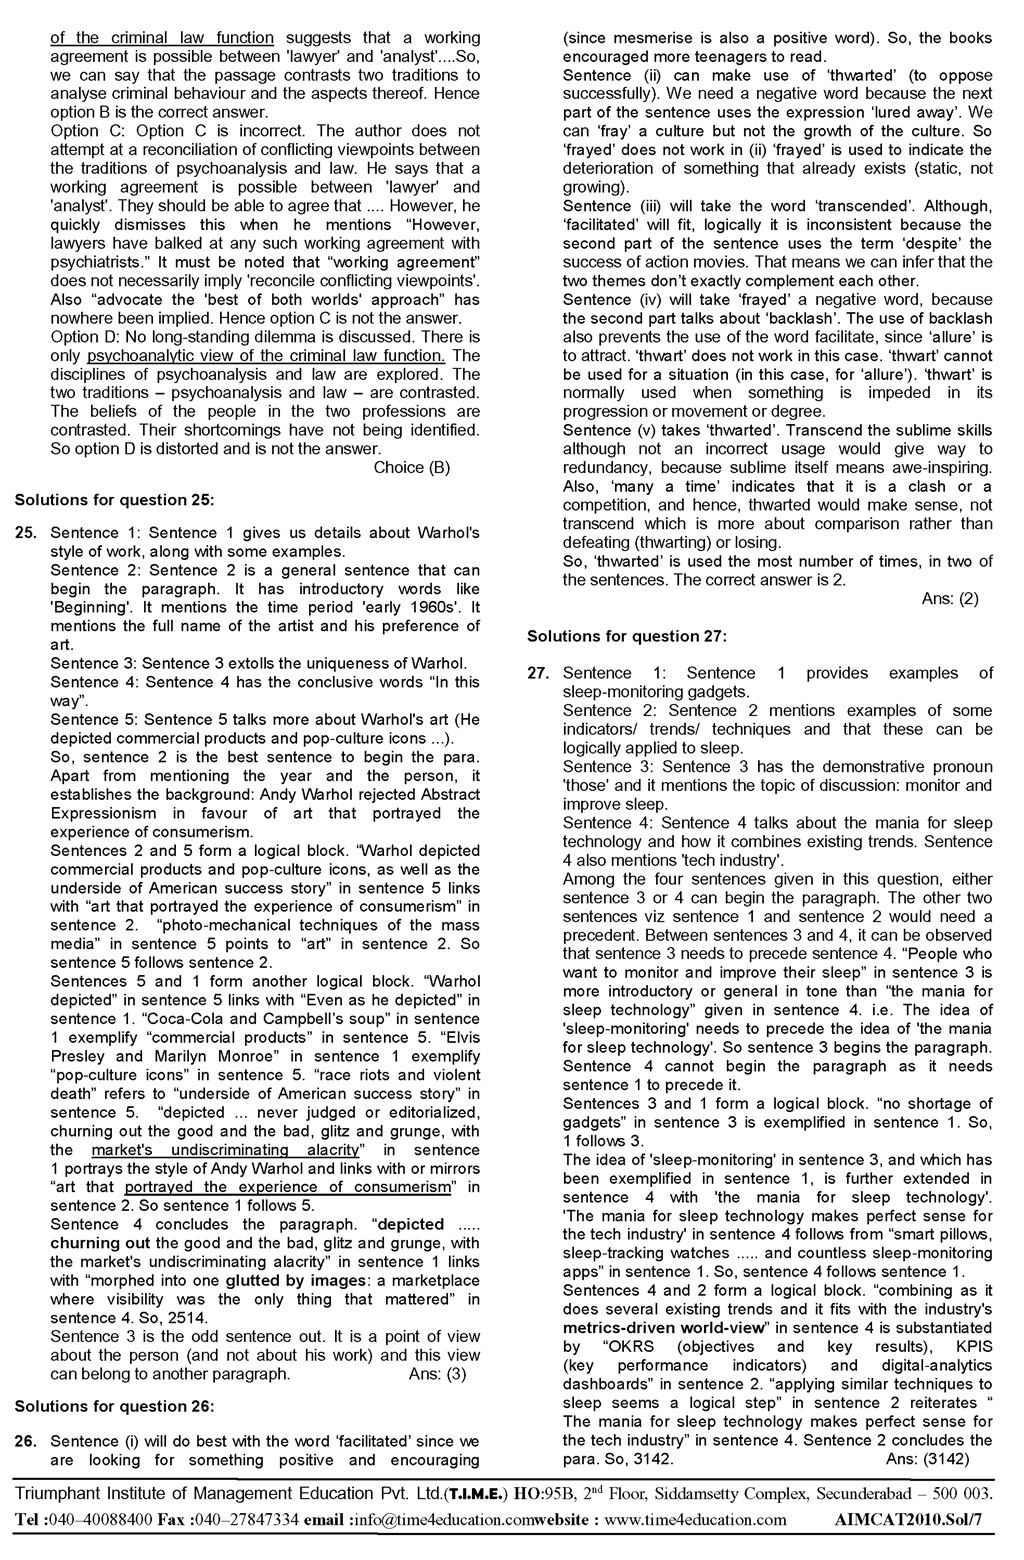 of the criminal law function suggests that a working
agreement is possible between 'lawyer' and 'analyst'....So,
we can say that the passage contrasts two traditions to
analyse criminal behaviour and the aspects thereof. Hence
option B is the correct answer.
Option C: Option C is incorrect. The author does not
attempt at a reconciliation of conflicting viewpoints between
the traditions of psychoanalysis and law. He says that a
working agreement is possible between 'lawyer' and
'analyst'. They should be able to agree that .... However, he
quickly dismisses this when he mentions “However,
lawyers have balked at any such working agreement with
psychiatrists.” It must be noted that “working agreement”
does not necessarily imply 'reconcile conflicting viewpoints'.
Also “advocate the 'best of both worlds' approach” has
nowhere been implied. Hence option C is not the answer.
Option D: No long-standing dilemma is discussed. There is
only psychoanalytic view of the criminal law function. The
disciplines of psychoanalysis and law are explored. The
two traditions – psychoanalysis and law – are contrasted.
The beliefs of the people in the two professions are
contrasted. Their shortcomings have not being identified.
So option D is distorted and is not the answer.
Choice (B)
Solutions for question 25:
25. Sentence 1: Sentence 1 gives us details about Warhol's
style of work, along with some examples.
Sentence 2: Sentence 2 is a general sentence that can
begin the paragraph. It has introductory words like
'Beginning'. It mentions the time period 'early 1960s'. It
mentions the full name of the artist and his preference of
art.
Sentence 3: Sentence 3 extolls the uniqueness of Warhol.
Sentence 4: Sentence 4 has the conclusive words “In this
way”.
Sentence 5: Sentence 5 talks more about Warhol's art (He
depicted commercial products and pop-culture icons ...).
So, sentence 2 is the best sentence to begin the para.
Apart from mentioning the year and the person, it
establishes the background: Andy Warhol rejected Abstract
Expressionism in favour of art that portrayed the
experience of consumerism.
Sentences 2 and 5 form a logical block. “Warhol depicted
commercial products and pop-culture icons, as well as the
underside of American success story” in sentence 5 links
with “art that portrayed the experience of consumerism” in
sentence 2. “photo-mechanical techniques of the mass
media” in sentence 5 points to “art” in sentence 2. So
sentence 5 follows sentence 2.
Sentences 5 and 1 form another logical block. “Warhol
depicted” in sentence 5 links with “Even as he depicted” in
sentence 1. “Coca-Cola and Campbell’s soup” in sentence
1 exemplify “commercial products” in sentence 5. “Elvis
Presley and Marilyn Monroe” in sentence 1 exemplify
“pop-culture icons” in sentence 5. “race riots and violent
death” refers to “underside of American success story” in
sentence 5. “depicted ... never judged or editorialized,
churning out the good and the bad, glitz and grunge, with
the market's undiscriminating alacrity” in sentence
1 portrays the style of Andy Warhol and links with or mirrors
“art that portrayed the experience of consumerism” in
sentence 2. So sentence 1 follows 5.
Sentence 4 concludes the paragraph. “depicted .....
churning out the good and the bad, glitz and grunge, with
the market's undiscriminating alacrity” in sentence 1 links
with “morphed into one glutted by images: a marketplace
where visibility was the only thing that mattered” in
sentence 4. So, 2514.
Sentence 3 is the odd sentence out. It is a point of view
about the person (and not about his work) and this view
can belong to another paragraph. Ans: (3)
Solutions for question 26:
26. Sentence (i) will do best with the word ‘facilitated’ since we
are looking for something positive and encouraging
(since mesmerise is also a positive word). So, the books
encouraged more teenagers to read.
Sentence (ii) can make use of ‘thwarted’ (to oppose
successfully). We need a negative word because the next
part of the sentence uses the expression ‘lured away’. We
can ‘fray’ a culture but not the growth of the culture. So
‘frayed’ does not work in (ii) ‘frayed’ is used to indicate the
deterioration of something that already exists (static, not
growing).
Sentence (iii) will take the word ‘transcended’. Although,
‘facilitated’ will fit, logically it is inconsistent because the
second part of the sentence uses the term ‘despite’ the
success of action movies. That means we can infer that the
two themes don’t exactly complement each other.
Sentence (iv) will take ‘frayed’ a negative word, because
the second part talks about ‘backlash’. The use of backlash
also prevents the use of the word facilitate, since ‘allure’ is
to attract. ‘thwart’ does not work in this case. ‘thwart’ cannot
be used for a situation (in this case, for ‘allure’). ‘thwart’ is
normally used when something is impeded in its
progression or movement or degree.
Sentence (v) takes ‘thwarted’. Transcend the sublime skills
although not an incorrect usage would give way to
redundancy, because sublime itself means awe-inspiring.
Also, ‘many a time’ indicates that it is a clash or a
competition, and hence, thwarted would make sense, not
transcend which is more about comparison rather than
defeating (thwarting) or losing.
So, ‘thwarted’ is used the most number of times, in two of
the sentences. The correct answer is 2.
Ans: (2)
Solutions for question 27:
27. Sentence 1: Sentence 1 provides examples of
sleep-monitoring gadgets.
Sentence 2: Sentence 2 mentions examples of some
indicators/ trends/ techniques and that these can be
logically applied to sleep.
Sentence 3: Sentence 3 has the demonstrative pronoun
'those' and it mentions the topic of discussion: monitor and
improve sleep.
Sentence 4: Sentence 4 talks about the mania for sleep
technology and how it combines existing trends. Sentence
4 also mentions 'tech industry'.
Among the four sentences given in this question, either
sentence 3 or 4 can begin the paragraph. The other two
sentences viz sentence 1 and sentence 2 would need a
precedent. Between sentences 3 and 4, it can be observed
that sentence 3 needs to precede sentence 4. “People who
want to monitor and improve their sleep” in sentence 3 is
more introductory or general in tone than “the mania for
sleep technology” given in sentence 4. i.e. The idea of
'sleep-monitoring' needs to precede the idea of 'the mania
for sleep technology'. So sentence 3 begins the paragraph.
Sentence 4 cannot begin the paragraph as it needs
sentence 1 to precede it.
Sentences 3 and 1 form a logical block. “no shortage of
gadgets” in sentence 3 is exemplified in sentence 1. So,
1 follows 3.
The idea of 'sleep-monitoring' in sentence 3, and which has
been exemplified in sentence 1, is further extended in
sentence 4 with 'the mania for sleep technology'.
'The mania for sleep technology makes perfect sense for
the tech industry' in sentence 4 follows from “smart pillows,
sleep-tracking watches ..... and countless sleep-monitoring
apps” in sentence 1. So, sentence 4 follows sentence 1.
Sentences 4 and 2 form a logical block. “combining as it
does several existing trends and it fits with the industry's
metrics-driven world-view” in sentence 4 is substantiated
by “OKRS (objectives and key results), KPIS
(key performance indicators) and digital-analytics
dashboards” in sentence 2. “applying similar techniques to
sleep seems a logical step” in sentence 2 reiterates “
The mania for sleep technology makes perfect sense for
the tech industry” in sentence 4. Sentence 2 concludes the
para. So, 3142. Ans: (3142)
Triumphant Institute of Management Education Pvt. Ltd.(T.I.M.E.) HO:95B, 2nd Floor, Siddamsetty Complex, Secunderabad – 500 003.
Tel :040–40088400 Fax :040–27847334 email :info@time4education.comwebsite : www.time4education.com AIMCAT2010.Sol/7